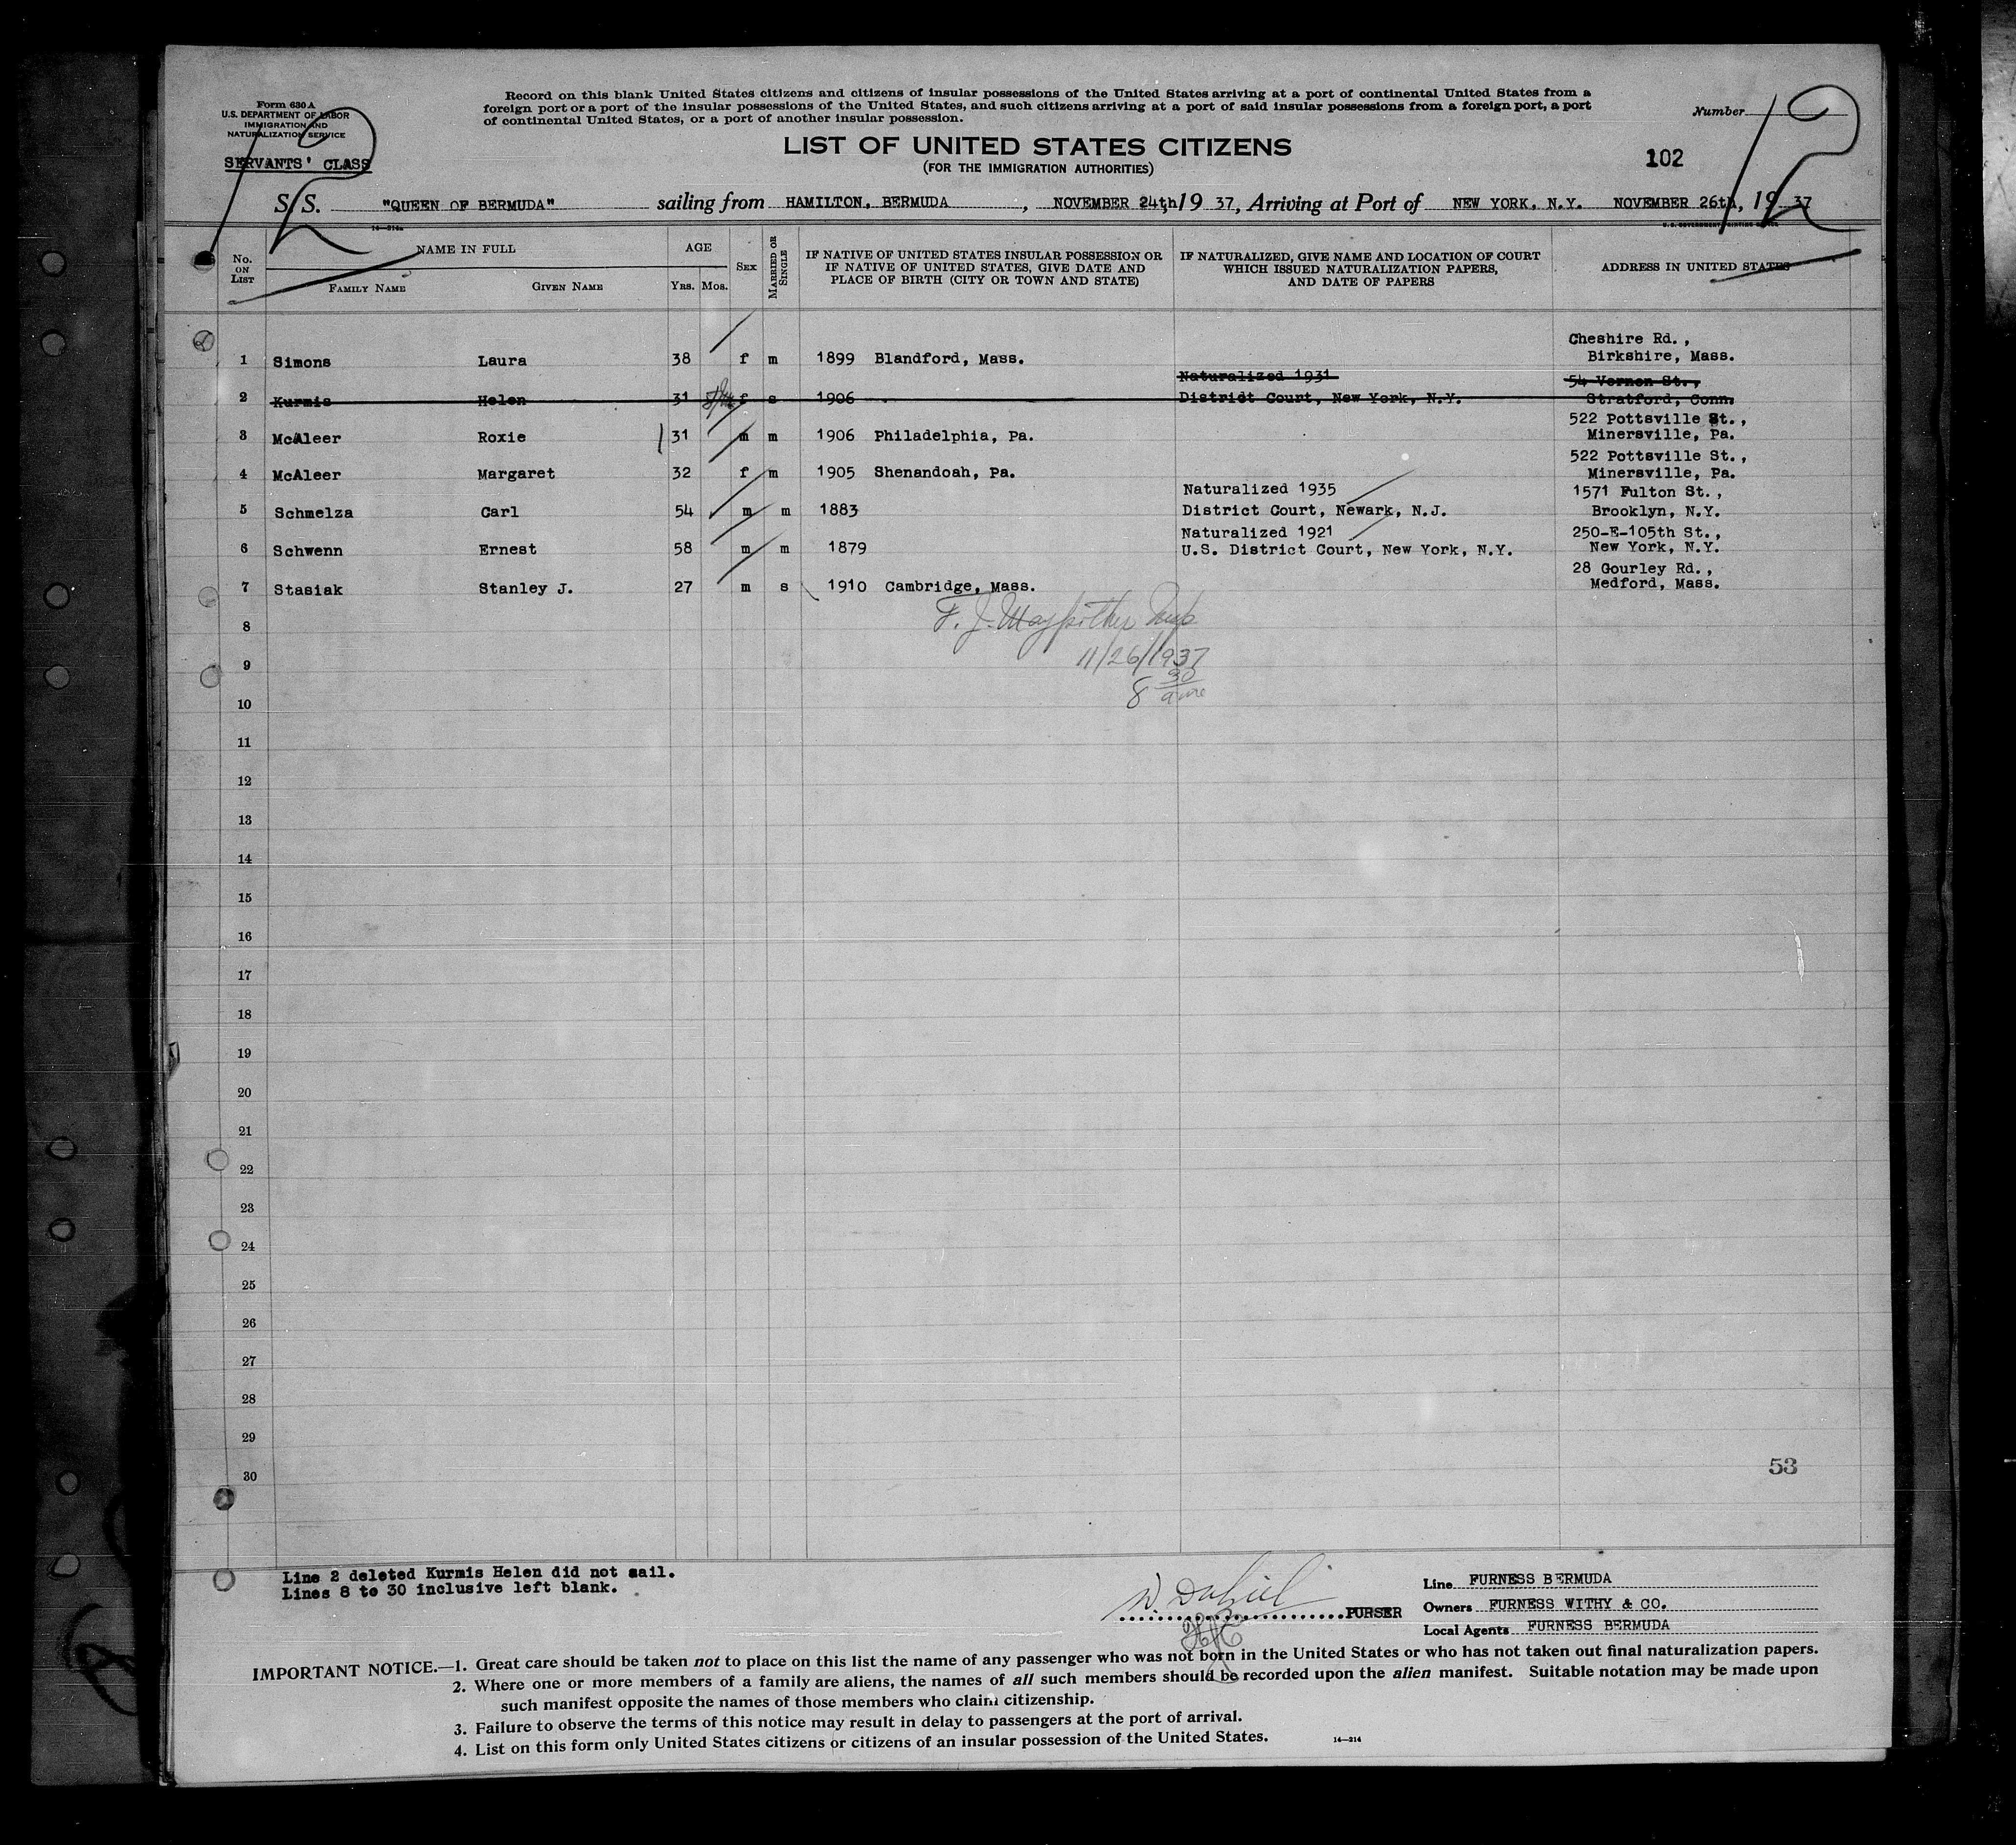 Form 630 A
U.S. DEPARTMENT OF LABOR
IMMIGRATION AND
NATURALIZATION SERVICE
SERVANTS' CLASS
Record on this blank United States citizens and citizens of insular possessions of the United States arriving at a port of continental United States from a
foreign port or a port of the insular possessions of the United States, and such citizens arriving at a port of said insular possessions from a foreign port, a port
of continental United States, or a port of another insular possession.
Number
12
12
LIST OF UNITED STATES CITIZENS
(FOR THE IMMIGRATION AUTHORITIES)
102
S. S. "QUEEN OF BERMUDA" sailing from HAMILTON, BERMUDA, NOVEMBER 24th, 19 37, Arriving at Port of NEW YORK, N.Y. NOVEMBER 26th, 19 37
14—214a
U.S. GOVERNMENT PRINTING OFFICE
No. ON LIST
NAME IN FULL
FAMILY NAME
GIVEN NAME
AGE
YRS. MOS.
SEX
MARRIED OR SINGLE
IF NATIVE OF UNITED STATES INSULAR POSSESSION OR
IF NATIVE OF UNITED STATES, GIVE DATE AND
PLACE OF BIRTH (CITY OR TOWN AND STATE)
IF NATURALIZED, GIVE NAME AND LOCATION OF COURT
WHICH ISSUED NATURALIZATION PAPERS,
AND DATE OF PAPERS
ADDRESS IN UNITED STATES
Cheshire Rd.,
1 Simons Laura 38 f m 1899 Blandford, Mass. Birkshire, Mass.
Naturalized 1931 54 Vernon St.,
2 Kurmis Helen 31 f s 1906 District Court, New York, N.Y. Stratford, Conn.
522 Pottsville St.,
3 McAleer Roxie 31 m m 1906 Philadelphia, Pa. Minersville, Pa.
522 Pottsville St.,
4 McAleer Margaret 32 f m 1905 Shenandoah, Pa. Minersville, Pa.
Naturalized 1935 1571 Fulton St.,
5 Schmelza Carl 54 m m 1883 District Court, Newark, N.J. Brooklyn, N.Y.
Naturalized 1921 250-E-105th St.,
6 Schwenn Ernest 58 m m 1879 U.S. District Court, New York, N.Y. New York, N.Y.
28 Gourley Rd.,
7 Stasiak Stanley J. 27 m s 1910 Cambridge, Mass. Medford, Mass.
F. J.
8
11/26/1937
9
8 30 am
10
11
12
13
14
15
16
17
18
19
20
21
22
23
24
25
26
27
28
29
30
53
Line 2 deleted Kurmis Helen did not sail.
Lines 8 to 30 inclusive left blank.
PURSER
Line FURNESS BERMUDA
Owners FURNESS WITHY & CO.
Local Agents FURNESS BERMUDA
IMPORTANT NOTICE.—1. Great care should be taken not to place on this list the name of any passenger who was not born in the United States or who has not taken out final naturalization papers.
2. Where one or more members of a family are aliens, the names of all such members should be recorded upon the alien manifest. Suitable notation may be made upon
such manifest opposite the names of those members who claim citizenship.
3. Failure to observe the terms of this notice may result in delay to passengers at the port of arrival.
4. List on this form only United States citizens or citizens of an insular possession of the United States.
14—214